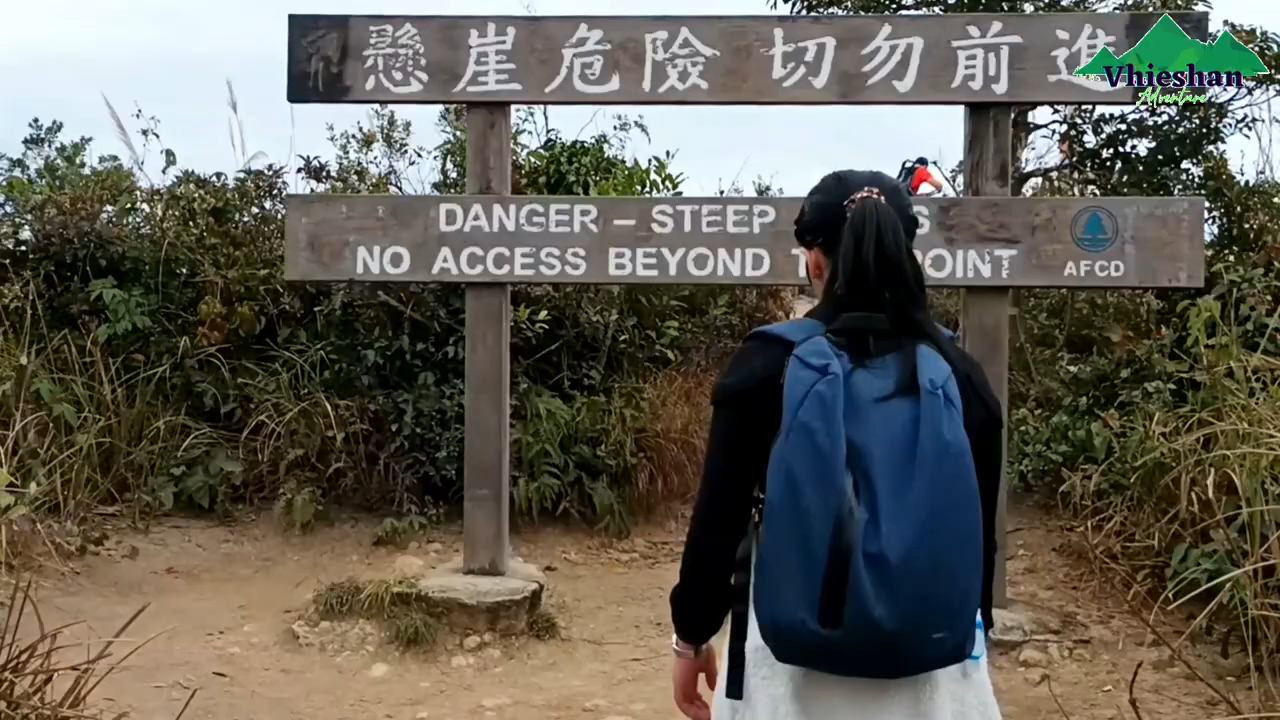 懸崖危險 切勿前進
DANGER – STEEP S
NO ACCESS BEYOND T POINT
AFCD
Vhieshan
Adventure